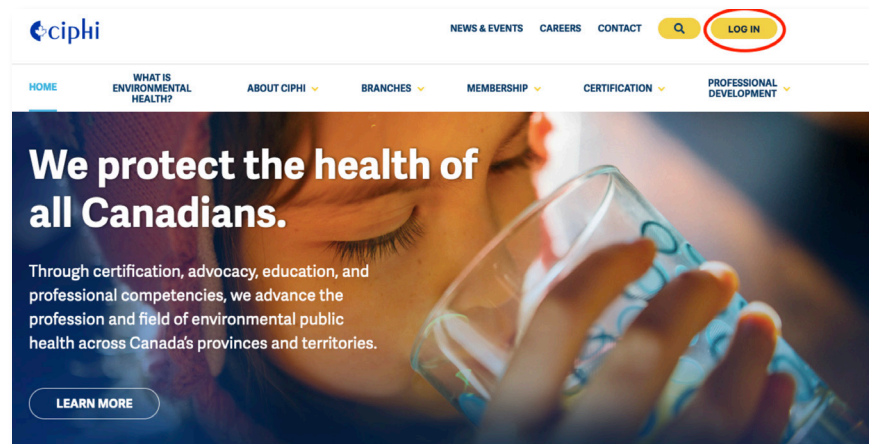 ciphi
NEWS & EVENTS CAREERS CONTACT LOG IN
HOME
WHAT IS
ENVIRONMENTAL
HEALTH?
ABOUT CIPHI
BRANCHES
MEMBERSHIP
CERTIFICATION
PROFESSIONAL
DEVELOPMENT
We protect the health of
all Canadians.
Through certification, advocacy, education, and
professional competencies, we advance the
profession and field of environmental public
health across Canada's provinces and territories.
LEARN MORE